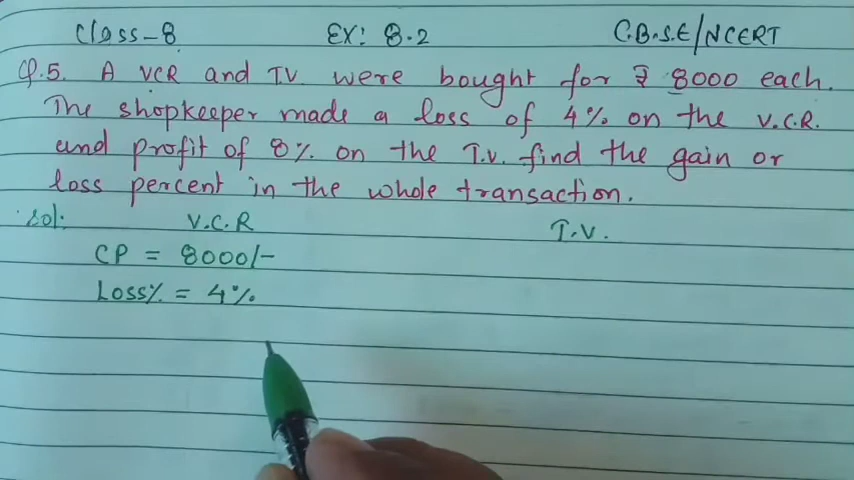 Class-8 EX: 8.2 C.B.S.E/NCERT
Q.5. A VCR and T.V. were bought for ₹ 8000 each.
The shopkeeper made a loss of 4% on the V.C.R.
and profit of 8% on the T.V. find the gain or
loss percent in the whole transaction.
Sol: V.C.R T.V.
CP = 8000/-
Loss% = 4%